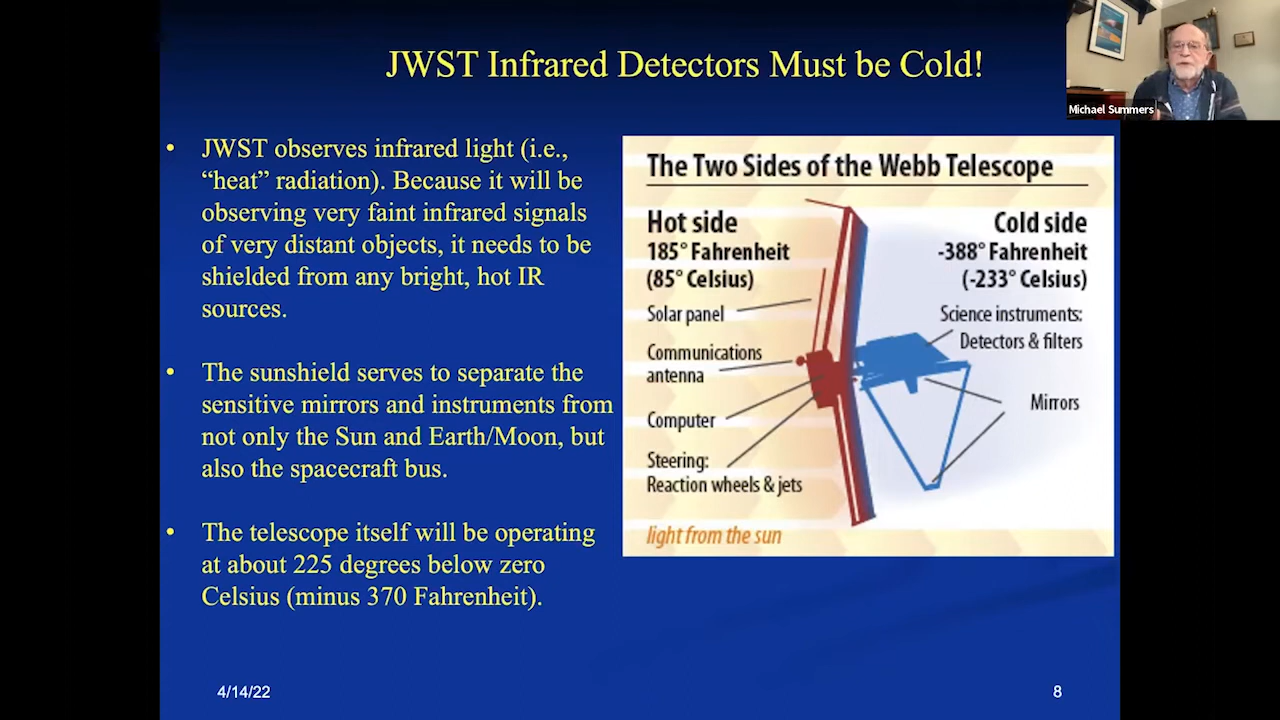 JWST Infrared Detectors Must be Cold!
Michael Summers
• JWST observes infrared light (i.e.,
“heat” radiation). Because it will be
observing very faint infrared signals
of very distant objects, it needs to be
shielded from any bright, hot IR
sources.
• The sunshield serves to separate the
sensitive mirrors and instruments from
not only the Sun and Earth/Moon, but
also the spacecraft bus.
• The telescope itself will be operating
at about 225 degrees below zero
Celsius (minus 370 Fahrenheit).
The Two Sides of the Webb Telescope
Hot side
185° Fahrenheit
(85° Celsius)
Solar panel
Communications
antenna
Computer
Steering:
Reaction wheels & jets
light from the sun
Cold side
-388° Fahrenheit
(-233° Celsius)
Science instruments:
Detectors & filters
Mirrors
4/14/22
8